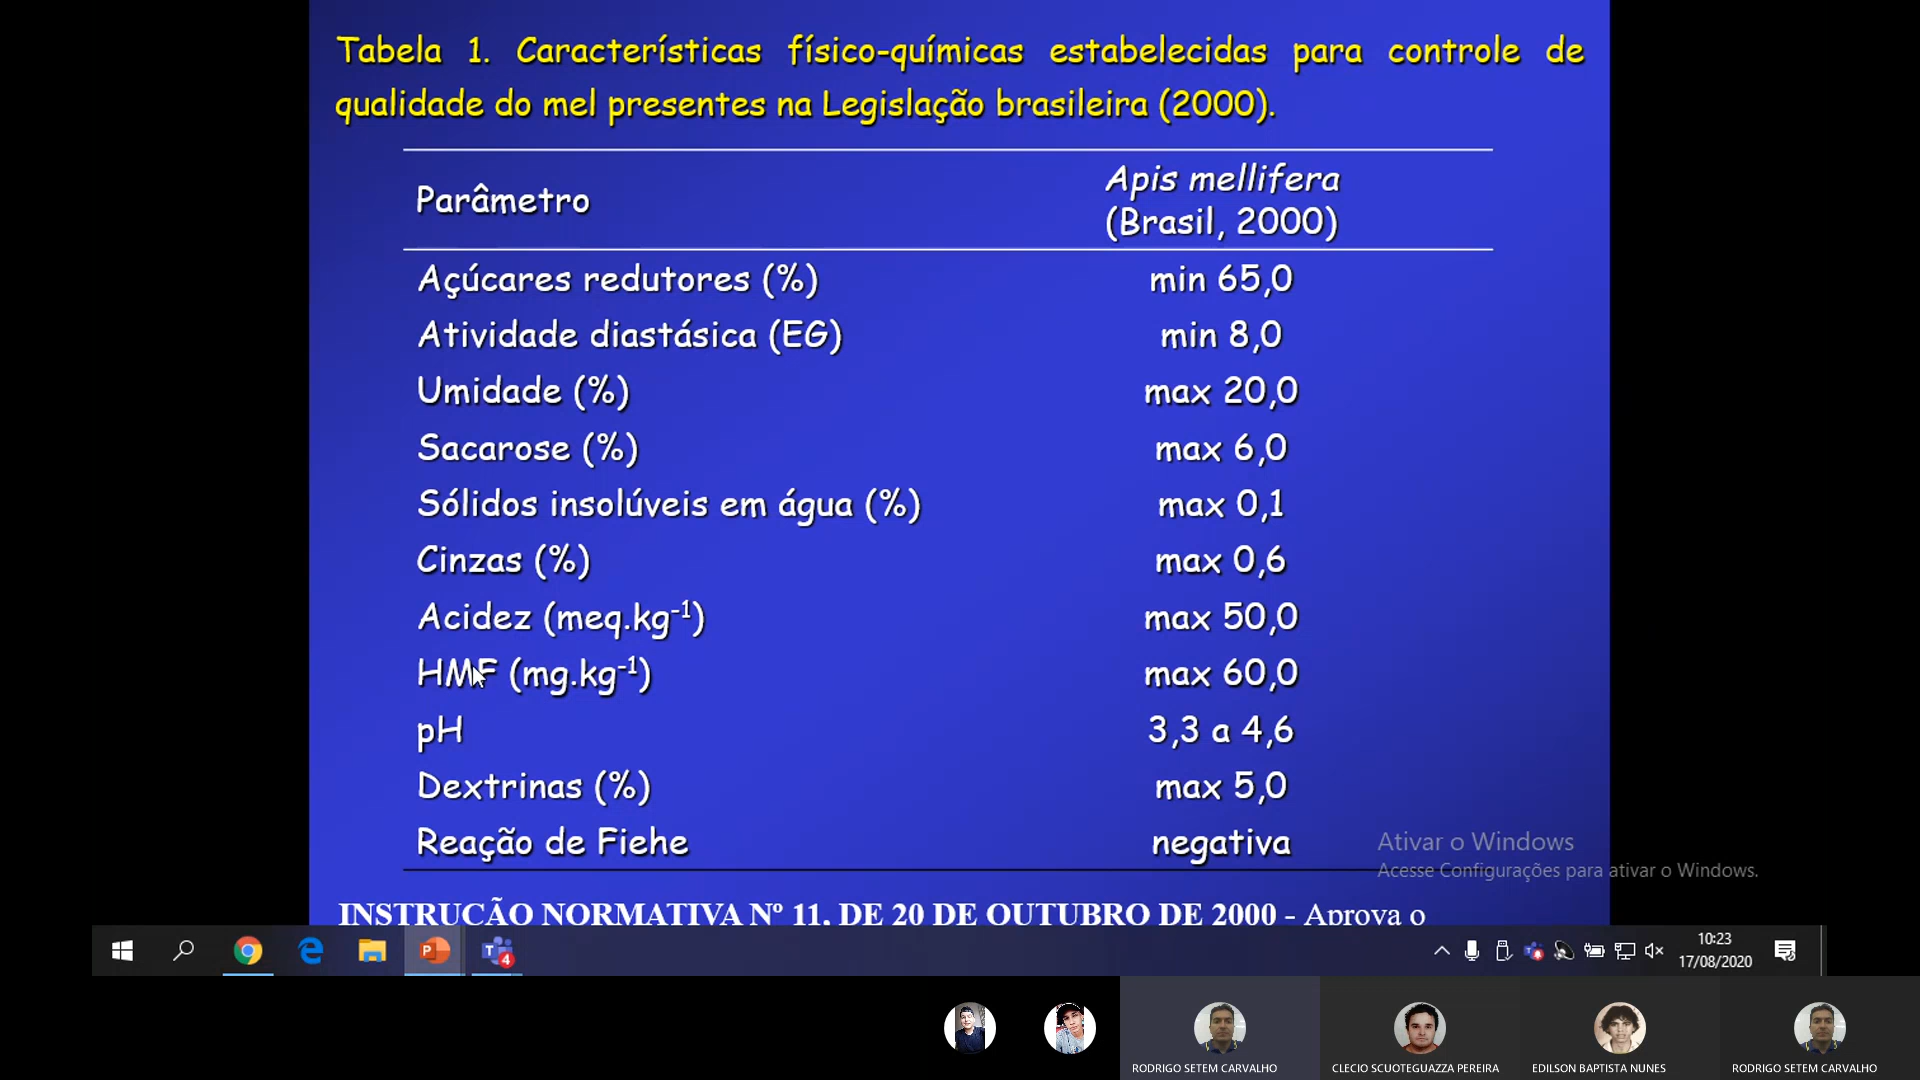 Tabela 1. Características físico-químicas estabelecidas para controle de
qualidade do mel presentes na Legislação brasileira (2000).
Parâmetro
Apis mellifera
(Brasil, 2000)
Açúcares redutores (%) min 65,0
Atividade diastásica (EG) min 8,0
Umidade (%) max 20,0
Sacarose (%) max 6,0
Sólidos insolúveis em água (%) max 0,1
Cinzas (%) max 0,6
Acidez (meq.kg⁻¹) max 50,0
HMF (mg.kg⁻¹) max 60,0
pH 3,3 a 4,6
Dextrinas (%) max 5,0
Reação de Fiehe negativa
Ativar o Windows
Acesse Configurações para ativar o Windows.
INSTRUÇÃO NORMATIVA Nº 11, DE 20 DE OUTUBRO DE 2000 - Aprova o
4
10:23
17/08/2020
RODRIGO SETEM CARVALHO
CLECIO SCUOTEGUAZZA PEREIRA
EDILSON BAPTISTA NUNES
RODRIGO SETEM CARVALHO